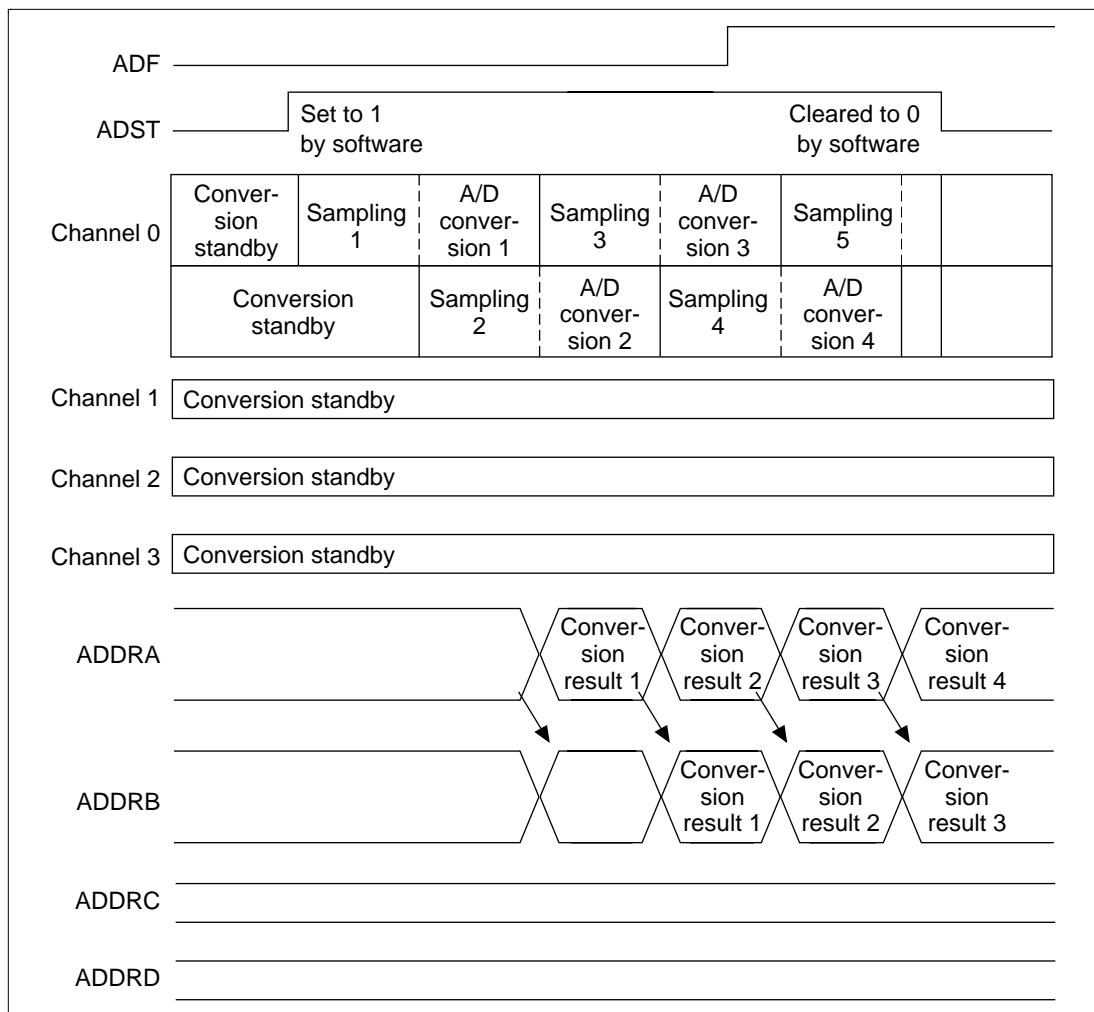 ADF
ADST
Set to 1
by software
Cleared to 0
by software
Channel 0
Conver-
sion
standby
Sampling
1
A/D
conver-
sion 1
Sampling
3
A/D
conver-
sion 3
Sampling
5
Conversion
standby
Sampling
2
A/D
conver-
sion 2
Sampling
4
A/D
conver-
sion 4
Channel 1
Conversion standby
Channel 2
Conversion standby
Channel 3
Conversion standby
ADDRA
Conver-
sion
result 1
Conver-
sion
result 2
Conver-
sion
result 3
Conver-
sion
result 4
ADDRB
Conver-
sion
result 1
Conver-
sion
result 2
Conver-
sion
result 3
ADDRC
ADDRD